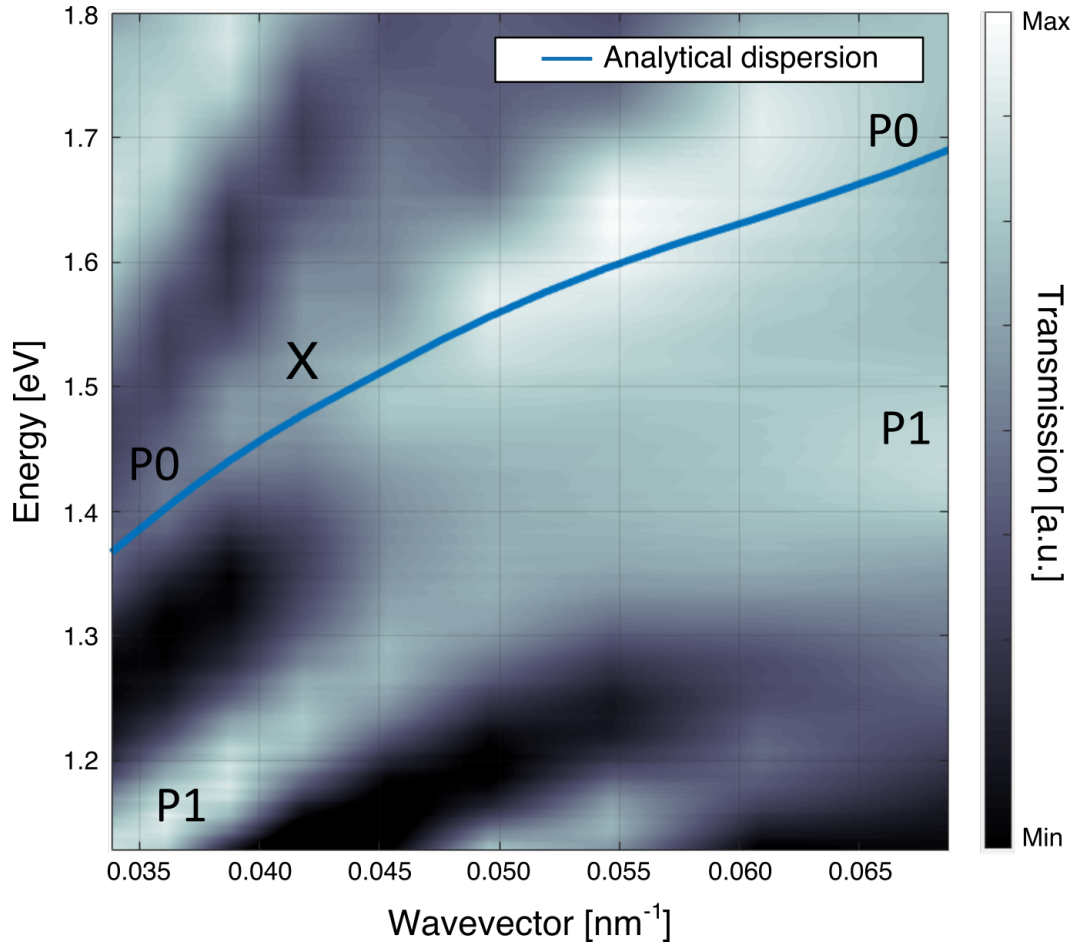 1.8
Analytical dispersion
Max
1.7
P0
1.6
X
1.5
P1
P0
1.4
1.3
1.2
P1
Min
Energy [eV]
Transmission [a.u.]
0.035 0.040 0.045 0.050 0.055 0.060 0.065
Wavevector [nm⁻¹]